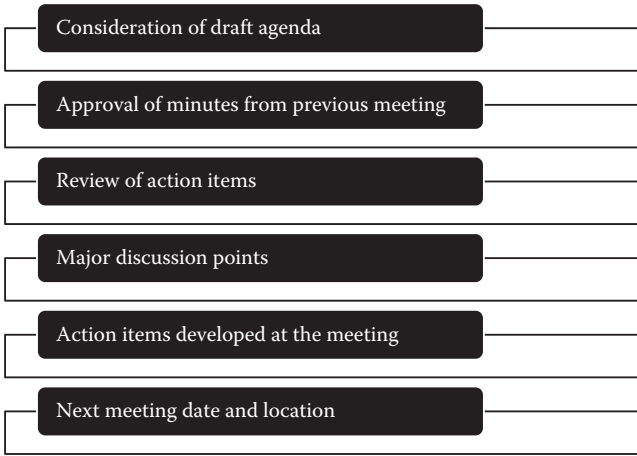 Consideration of draft agenda
Approval of minutes from previous meeting
Review of action items
Major discussion points
Action items developed at the meeting
Next meeting date and location